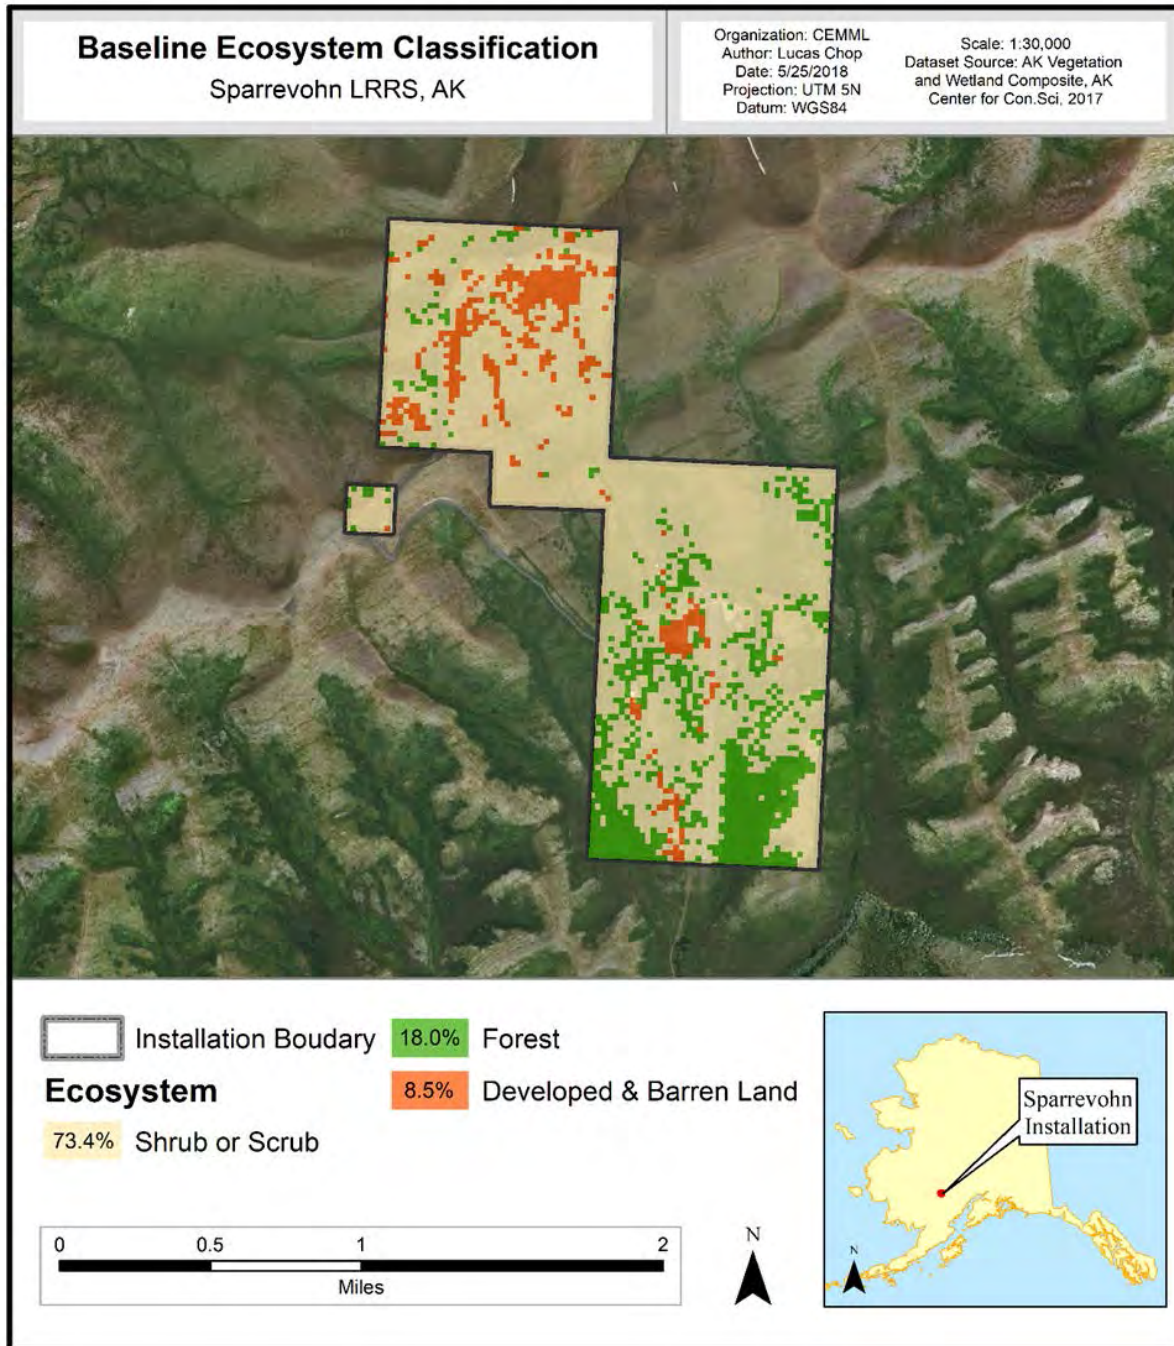 Baseline Ecosystem Classification
Sparrevohn LRRS, AK
Organization: CEMML
Author: Lucas Chop
Date: 5/25/2018
Projection: UTM 5N
Datum: WGS84
Scale: 1:30,000
Dataset Source: AK Vegetation
and Wetland Composite, AK
Center for Con.Sci, 2017
Installation Boudary
Ecosystem
73.4% Shrub or Scrub
18.0% Forest
8.5% Developed & Barren Land
0 0.5 1 2
Miles
N
Sparrevohn
Installation
N